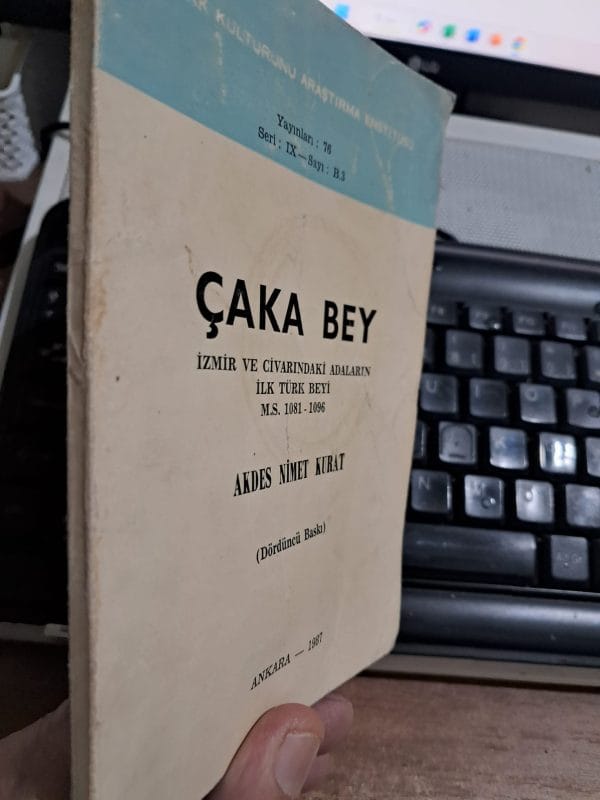 KÜLTÜRÜNÜ ARAŞTIRMA ENSTİTÜSÜ
Yayınları : 76
Seri : IX — Sayı : B.3
ÇAKA BEY
İZMİR VE CİVARINDAKİ ADALARIN
İLK TÜRK BEYİ
M.S. 1081 - 1096
AKDES NİMET KURAT
(Dördüncü Baskı)
ANKARA — 1987
LG